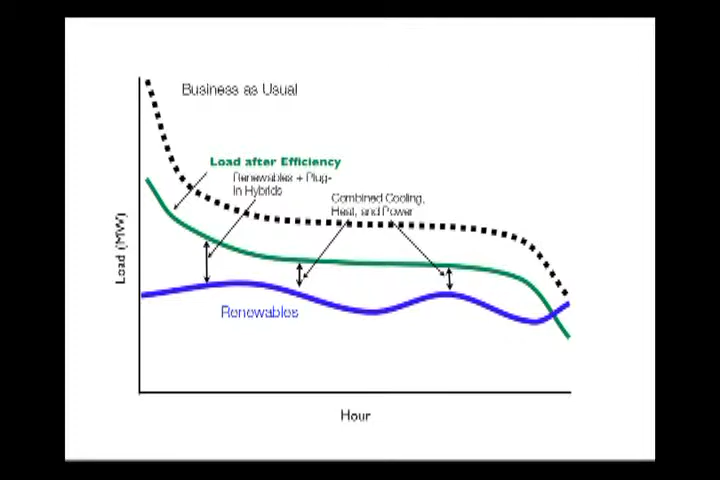 Business as Usual
Load after Efficiency
Renewables + Plug-
in Hybrids
Combined Cooling,
Heat, and Power
Load (MW)
Renewables
Hour